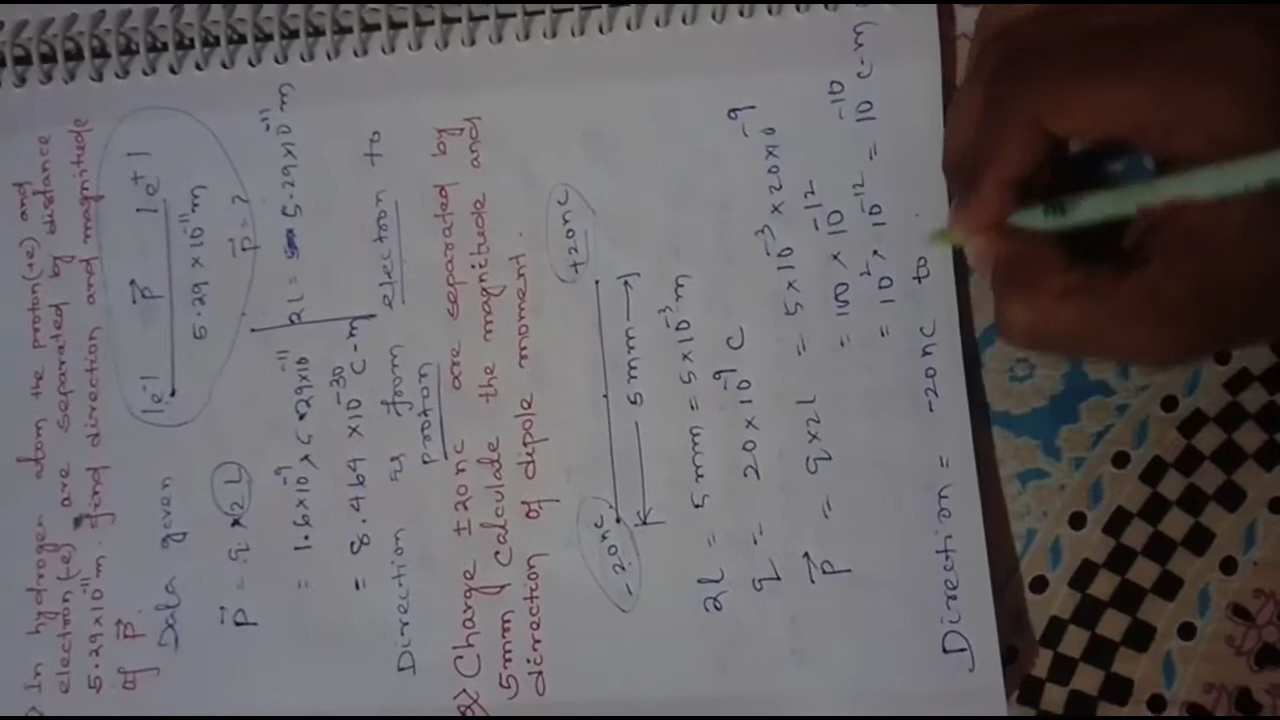 > In hydrogen atom the proton(+e) and
electron(-e) are separated by distance
5.29×10⁻¹¹m. find direction and magnitude
of p⃗.
|e⁻| p⃗ |e⁺|
5.29 × 10⁻¹¹ m
p⃗ = ?
Data given
p⃗ = q × 2L
2l = 5.29×10⁻¹¹ m
= 1.6×10⁻⁹ × 5.29×10⁻¹¹
= 8.464 × 10⁻³⁰ C-m
Direction is from electron to
proton
2) Charge ±20nc are separated by
5mm calculate the magnitude and
direction of dipole moment.
-20nc +20nc
5mm
2l = 5mm = 5×10⁻³ m
q = 20×10⁻⁹ C
p⃗ = q×2l = 5×10⁻³ × 20×10⁻⁹
= 100 × 10⁻¹²
= 10² × 10⁻¹² = 10⁻¹⁰ C-m
Direction = -20nc to